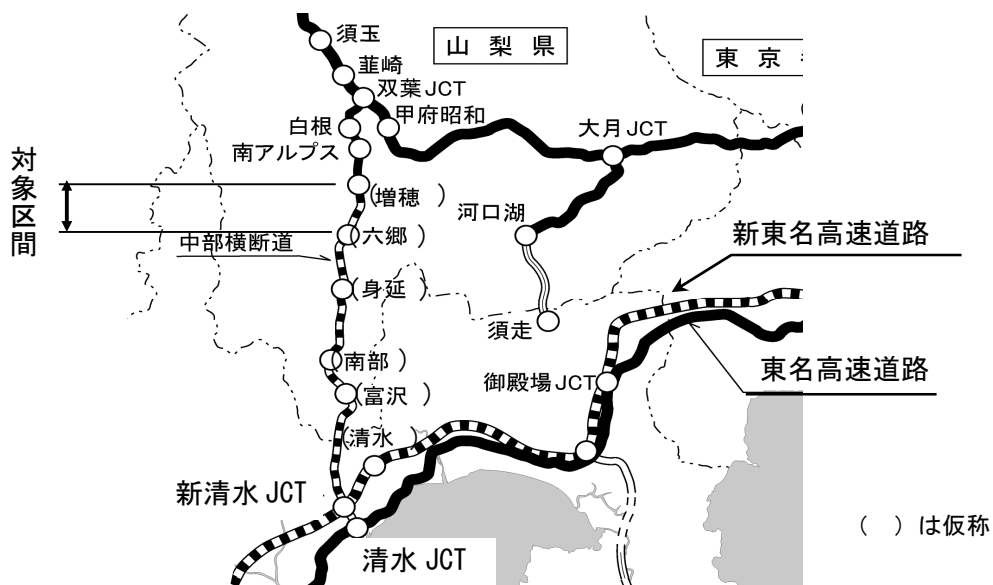 須玉
山梨県
東京
韮崎
双葉JCT
甲府昭和
白根
大月JCT
南アルプス
対象区間
(増穂 )
河口湖
(六郷 )
中部横断道
新東名高速道路
(身延 )
須走
(南部 )
御殿場JCT
東名高速道路
(富沢 )
(清水 )
新清水JCT
( )は仮称
清水JCT